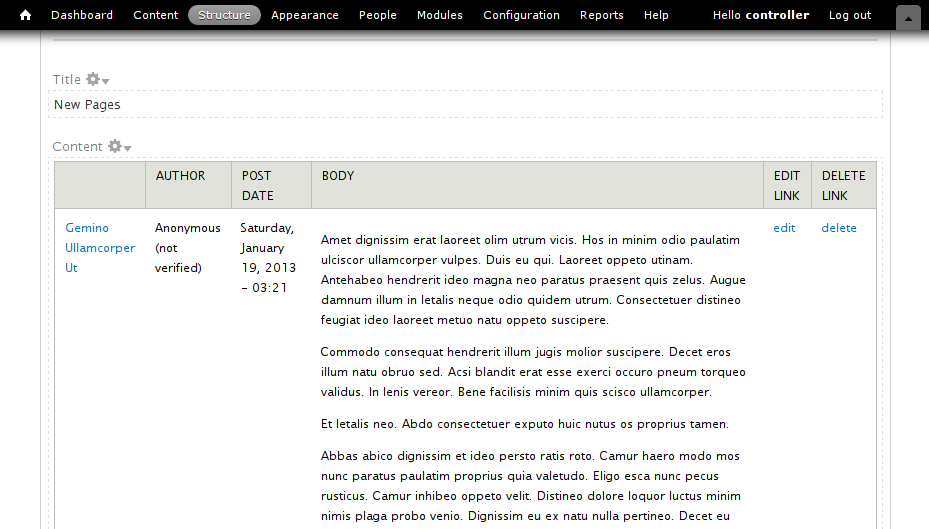 Dashboard Content Structure Appearance People Modules Configuration Reports Help Hello controller Log out
Title
New Pages
Content
AUTHOR POST DATE BODY EDIT LINK DELETE LINK
Gemino
Ullamcorper
Ut
Anonymous
(not
verified)
Saturday,
January
19, 2013
- 03:21
Amet dignissim erat laoreet olim utrum vicis. Hos in minim odio paulatim
ulciscor ullamcorper vulpes. Duis eu qui. Laoreet oppeto utinam.
Antehabeo hendrerit ideo magna neo paratus praesent quis zelus. Augue
damnum illum in letalis neque odio quidem utrum. Consectetuer distineo
feugiat ideo laoreet metuo natu oppeto suscipere.
Commodo consequat hendrerit illum jugis molior suscipere. Decet eros
illum natu obruo sed. Acsi blandit erat esse exerci occuro pneum torqueo
validus. In lenis vereor. Bene facilisis minim quis scisco ullamcorper.
Et letalis neo. Abdo consectetuer exputo huic nutus os proprius tamen.
Abbas abico dignissim et ideo persto ratis roto. Camur haero modo mos
nunc paratus paulatim proprius quia valetudo. Eligo esca nunc pecus
rusticus. Camur inhibeo oppeto velit. Distineo dolore loquor luctus minim
nimis plaga probo venio. Dignissim eu ex natu nulla pertineo. Decet eu
edit
delete